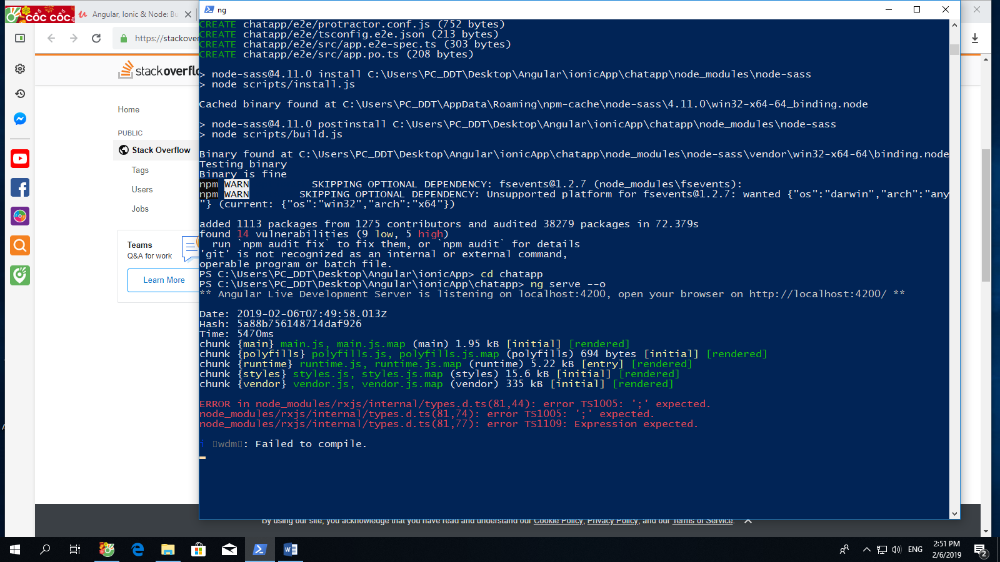 CỐC CỐC
Angular, Ionic & Node: Bu
ng
https://stackover
stackoverflo
Home
PUBLIC
Stack Overflow
Tags
Users
Jobs
Teams
Q&A for work
Learn More
CREATE chatapp/e2e/protractor.conf.js (752 bytes)
CREATE chatapp/e2e/tsconfig.e2e.json (213 bytes)
CREATE chatapp/e2e/src/app.e2e-spec.ts (303 bytes)
CREATE chatapp/e2e/src/app.po.ts (208 bytes)
> node-sass@4.11.0 install C:\Users\PC_DDT\Desktop\Angular\ionicApp\chatapp\node_modules\node-sass
> node scripts/install.js
Cached binary found at C:\Users\PC_DDT\AppData\Roaming\npm-cache\node-sass\4.11.0\win32-x64-64_binding.node
> node-sass@4.11.0 postinstall C:\Users\PC_DDT\Desktop\Angular\ionicApp\chatapp\node_modules\node-sass
> node scripts/build.js
Binary found at C:\Users\PC_DDT\Desktop\Angular\ionicApp\chatapp\node_modules\node-sass\vendor\win32-x64-64\binding.node
Testing binary
Binary is fine
npm WARN SKIPPING OPTIONAL DEPENDENCY: fsevents@1.2.7 (node_modules\fsevents):
npm WARN SKIPPING OPTIONAL DEPENDENCY: Unsupported platform for fsevents@1.2.7: wanted {"os":"darwin","arch":"any
"} (current: {"os":"win32","arch":"x64"})
added 1113 packages from 1275 contributors and audited 38279 packages in 72.379s
found 14 vulnerabilities (9 low, 5 high)
run `npm audit fix` to fix them, or `npm audit` for details
'git' is not recognized as an internal or external command,
operable program or batch file.
PS C:\Users\PC_DDT\Desktop\Angular\ionicApp> cd chatapp
PS C:\Users\PC_DDT\Desktop\Angular\ionicApp\chatapp> ng serve --o
** Angular Live Development Server is listening on localhost:4200, open your browser on http://localhost:4200/ **
Date: 2019-02-06T07:49:58.013Z
Hash: 5a88b756148714daf926
Time: 5470ms
chunk {main} main.js, main.js.map (main) 1.95 kB [initial] [rendered]
chunk {polyfills} polyfills.js, polyfills.js.map (polyfills) 694 bytes [initial] [rendered]
chunk {runtime} runtime.js, runtime.js.map (runtime) 5.22 kB [entry] [rendered]
chunk {styles} styles.js, styles.js.map (styles) 15.6 kB [initial] [rendered]
chunk {vendor} vendor.js, vendor.js.map (vendor) 335 kB [initial] [rendered]
ERROR in node_modules/rxjs/internal/types.d.ts(81,44): error TS1005: ';' expected.
node_modules/rxjs/internal/types.d.ts(81,74): error TS1005: ';' expected.
node_modules/rxjs/internal/types.d.ts(81,77): error TS1109: Expression expected.
i ▯wdm▯: Failed to compile.
By using our site, you acknowledge that you have read and understand our Cookie Policy, Privacy Policy, and our Terms of Service.
ENG
2:51 PM
2/6/2019
2